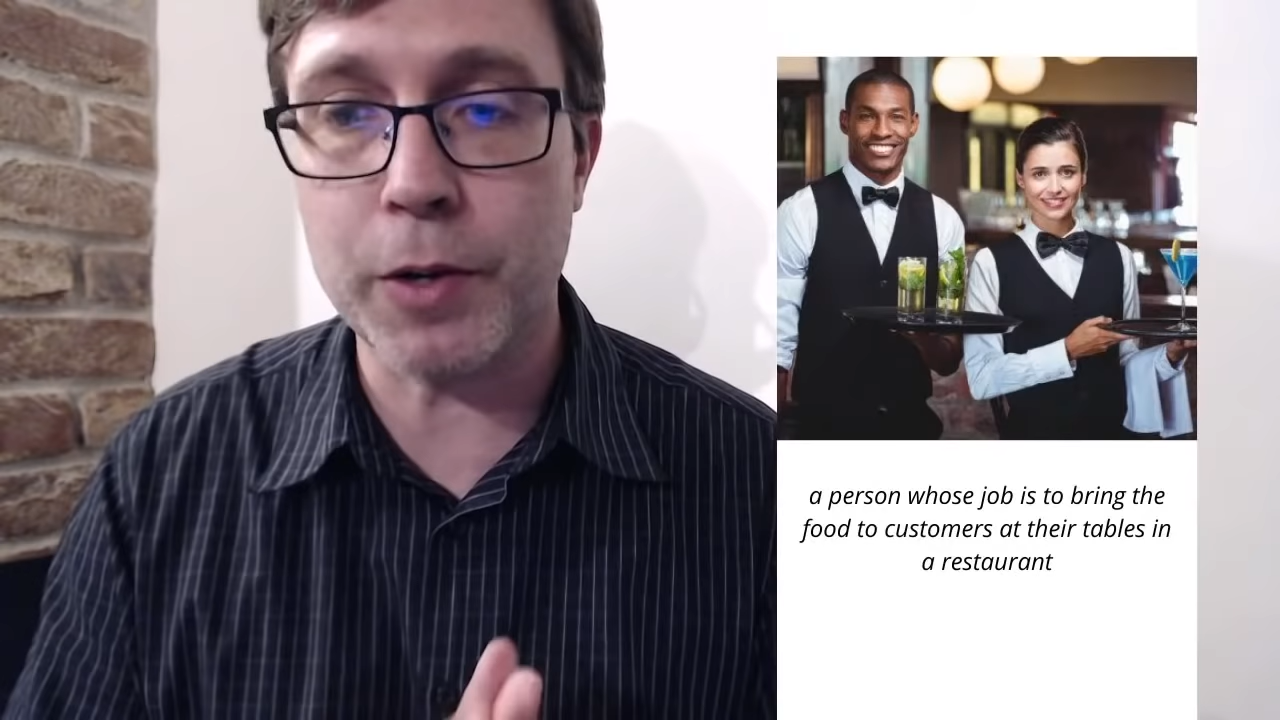 a person whose job is to bring the
food to customers at their tables in
a restaurant